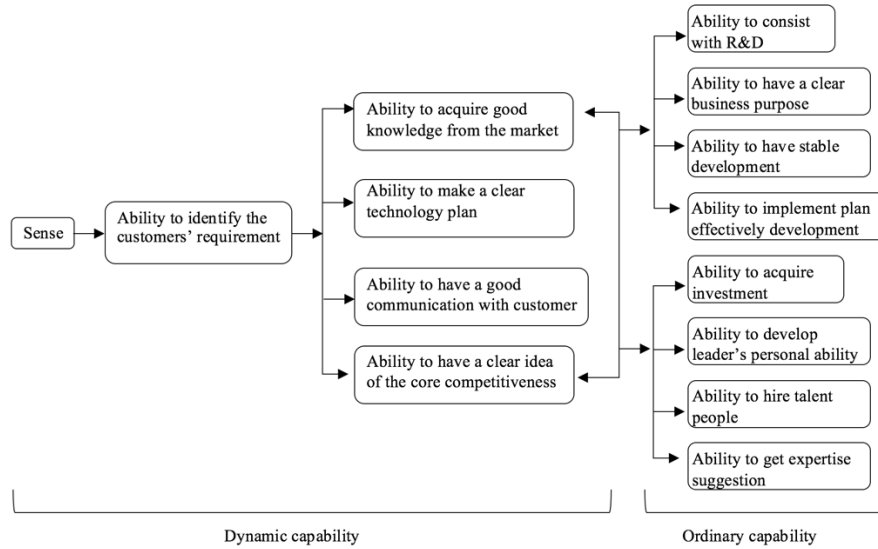 Sense
Ability to identify the
customers’ requirement
Ability to acquire good
knowledge from the market
Ability to make a clear
technology plan
Ability to have a good
communication with customer
Ability to have a clear idea
of the core competitiveness
Ability to consist
with R&D
Ability to have a clear
business purpose
Ability to have stable
development
Ability to implement plan
effectively development
Ability to acquire
investment
Ability to develop
leader’s personal ability
Ability to hire talent
people
Ability to get expertise
suggestion
Dynamic capability
Ordinary capability